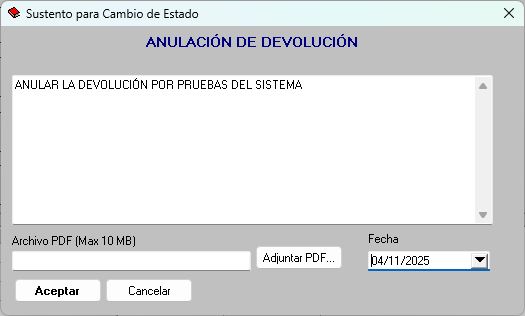 Sustento para Cambio de Estado
ANULACIÓN DE DEVOLUCIÓN
ANULAR LA DEVOLUCIÓN POR PRUEBAS DEL SISTEMA
Archivo PDF (Max 10 MB)
Adjuntar PDF...
Fecha
04/11/2025
Aceptar
Cancelar